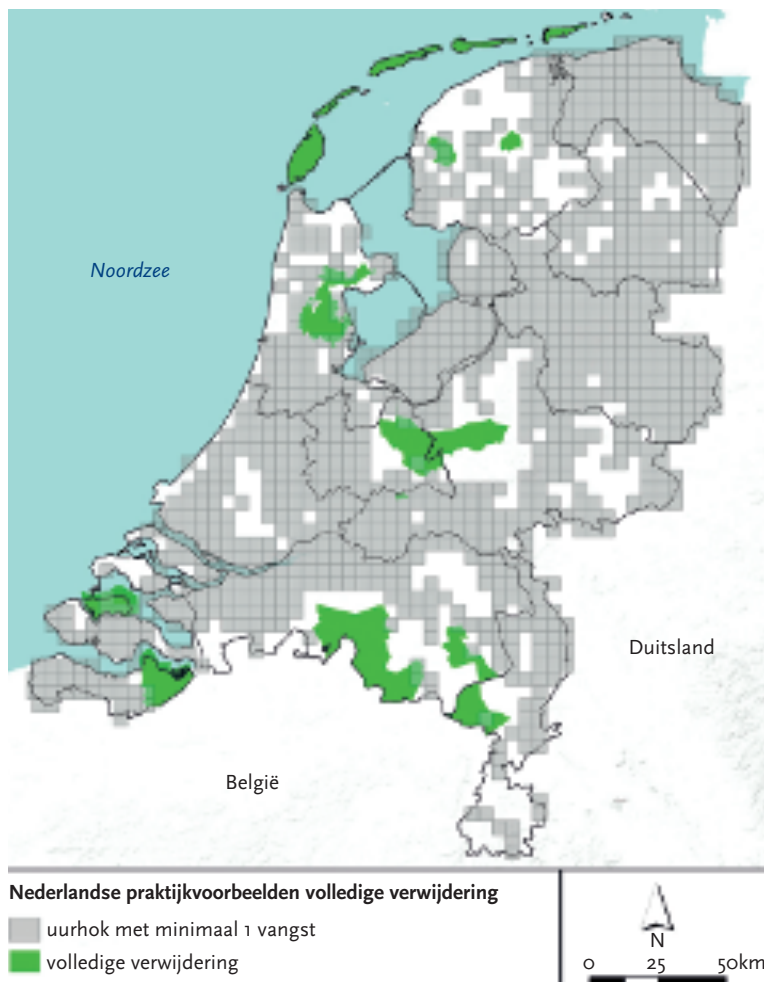 Noordzee
Duitsland
België
Nederlandse praktijkvoorbeelden volledige verwijdering
uurhok met minimaal 1 vangst
volledige verwijdering
N
0 25 50km